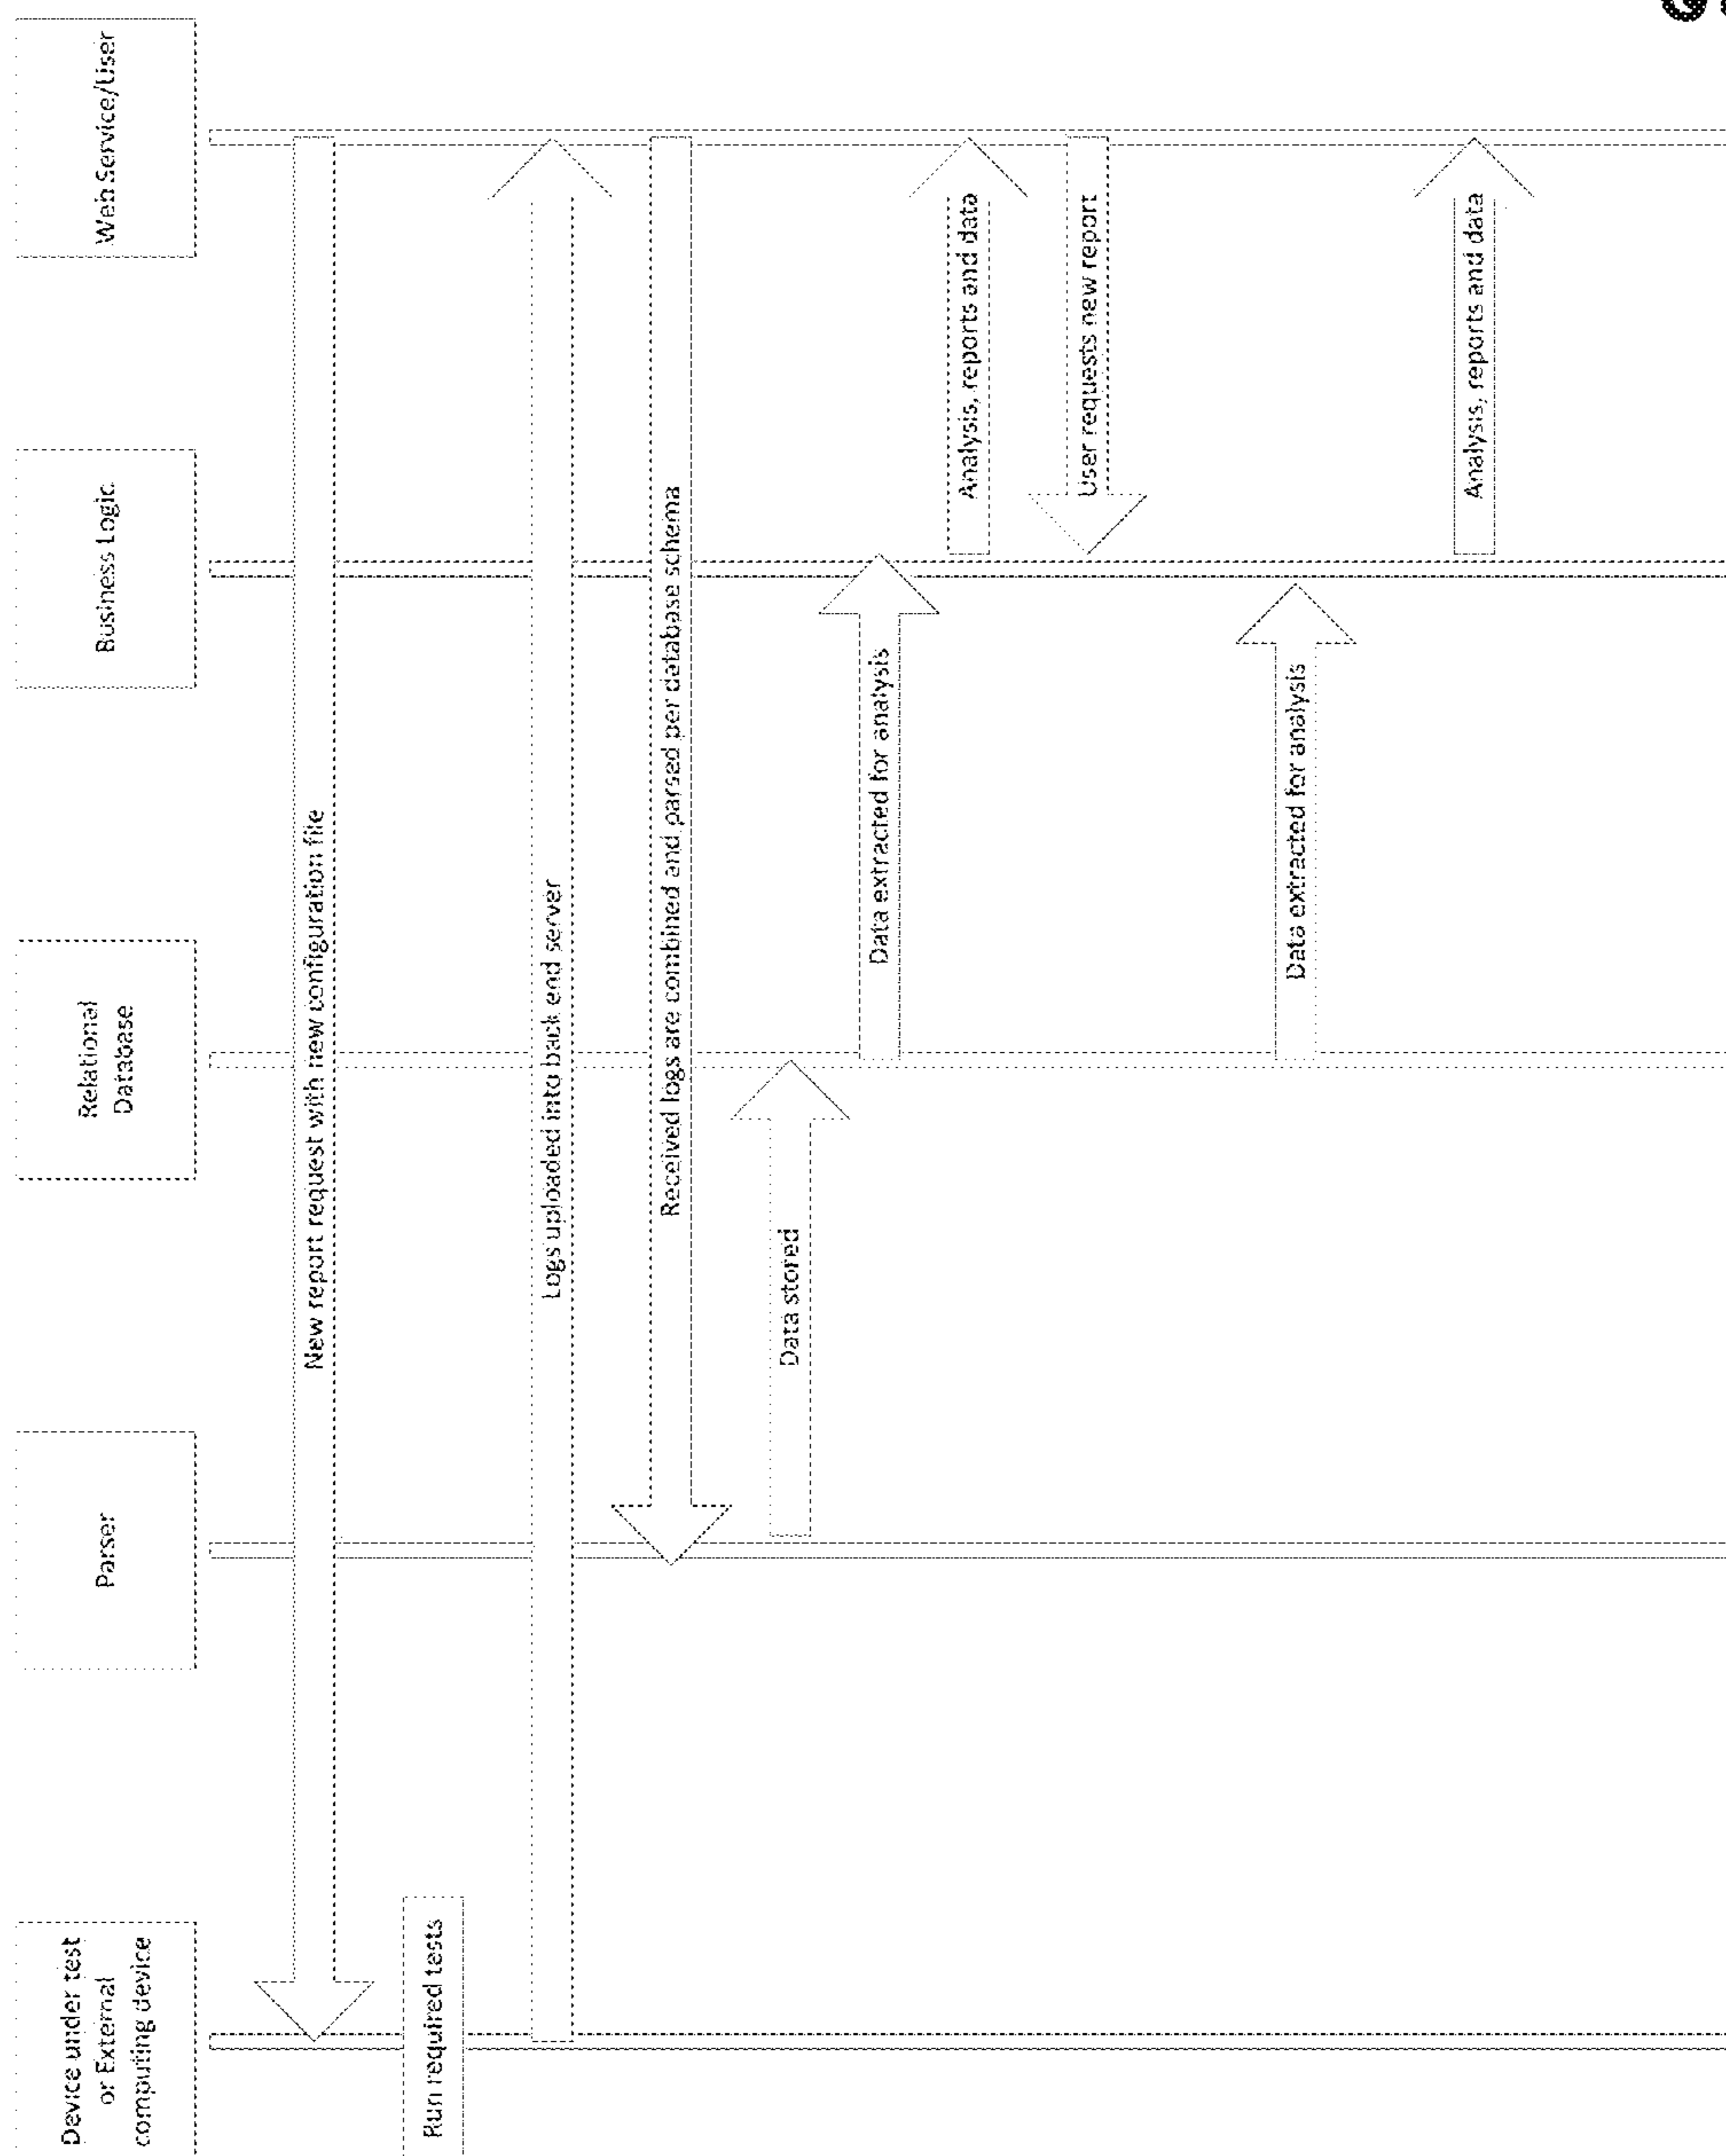 Device under test
or External
computing device
Parser
Relational
Database
Business Logic
Web Service/User
New report request with new configuration file
Run required tests
Logs uploaded into back end server
Received logs are combined and parsed per database schema
Data stored
Data extracted for analysis
Analysis, reports and data
User requests new report
Data extracted for analysis
Analysis, reports and data